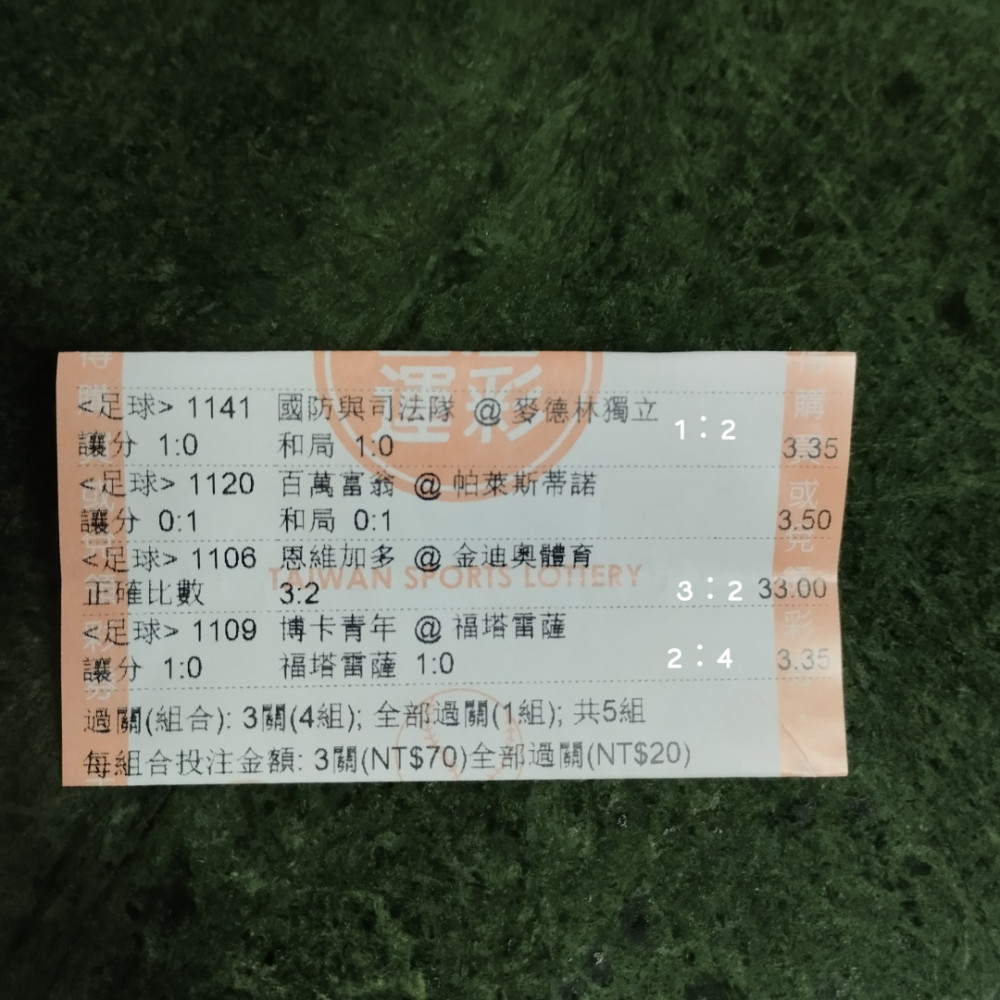 運彩
<足球> 1141 國防與司法隊 @ 麥德林獨立
1:2
讓分 1:0 和局 1:0 3.35
<足球> 1120 百萬富翁 @ 帕萊斯蒂諾
讓分 0:1 和局 0:1 3.50
<足球> 1106 恩維加多 @ 金迪奧體育
TAIWAN SPORTS LOTTERY
正確比數 3:2 3:2 33.00
<足球> 1109 博卡青年 @ 福塔雷薩
讓分 1:0 福塔雷薩 1:0 2:4 3.35
過關(組合): 3關(4組); 全部過關(1組); 共5組
每組合投注金額: 3關(NT$70)全部過關(NT$20)